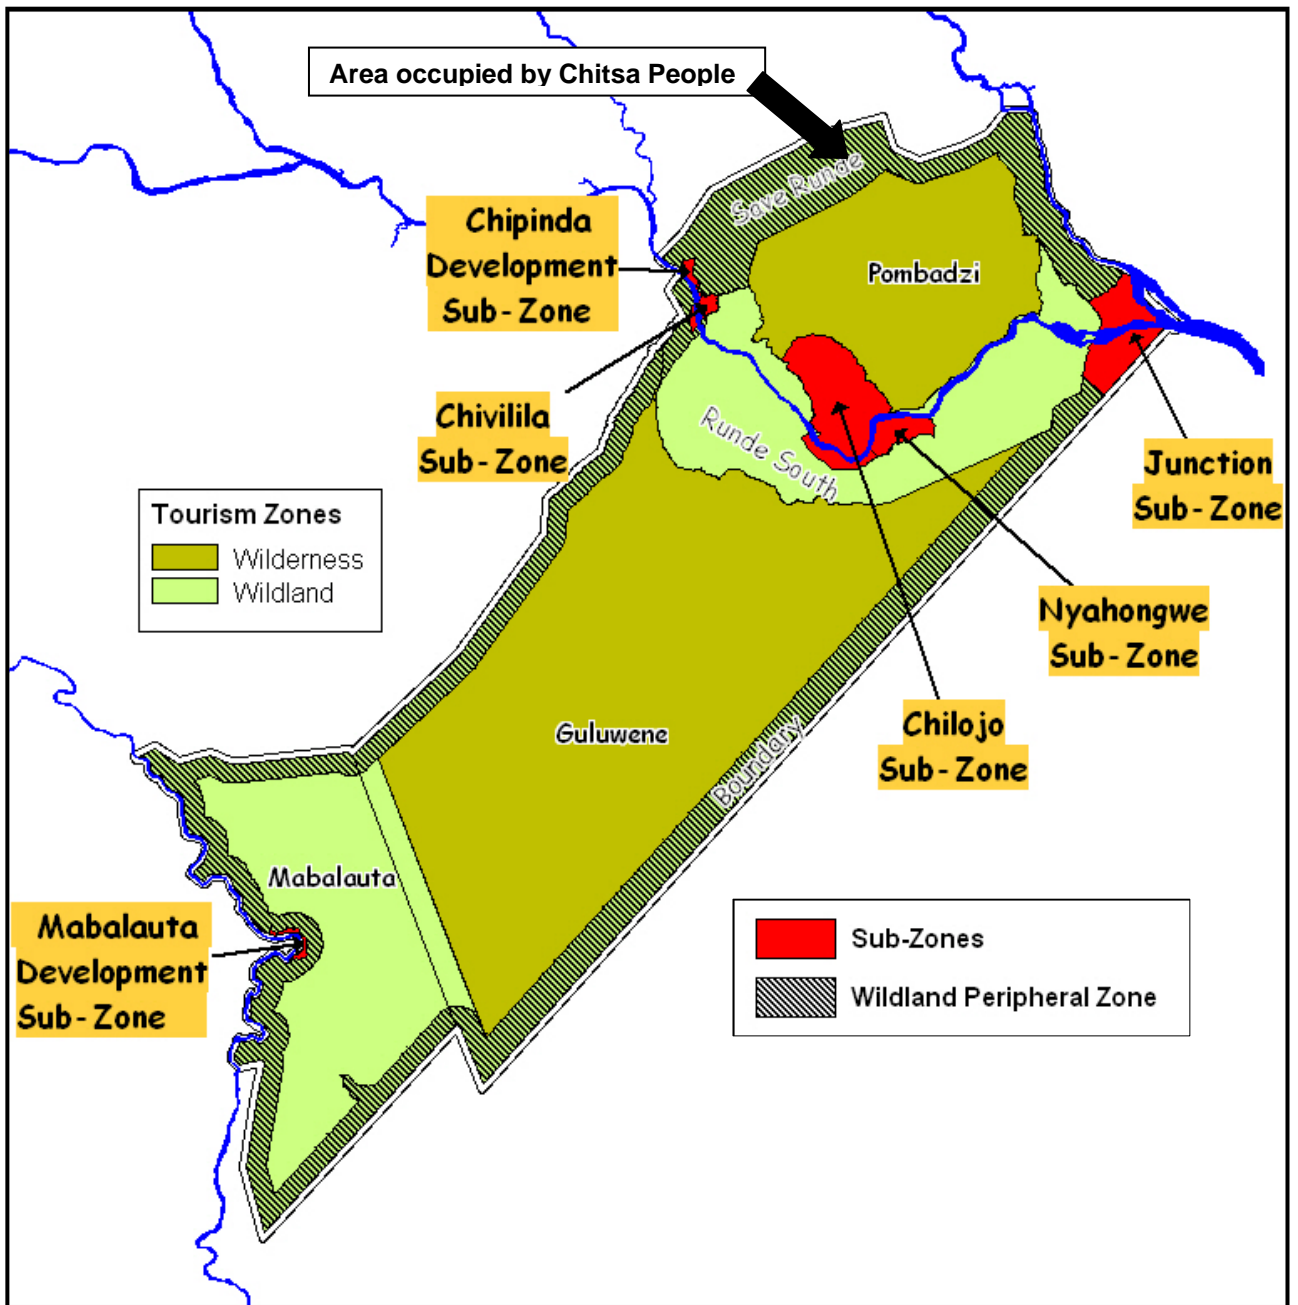 Area occupied by Chitsa People
Save Runde
Chipinda
Development
Sub-Zone
Pombadzi
Chivilila
Sub-Zone
Runde South
Junction
Sub-Zone
Tourism Zones
Wilderness
Wildland
Nyahongwe
Sub-Zone
Chilojo
Sub-Zone
Guluwene
Boundary
Mabalauta
Mabalauta
Development
Sub-Zone
Sub-Zones
Wildland Peripheral Zone